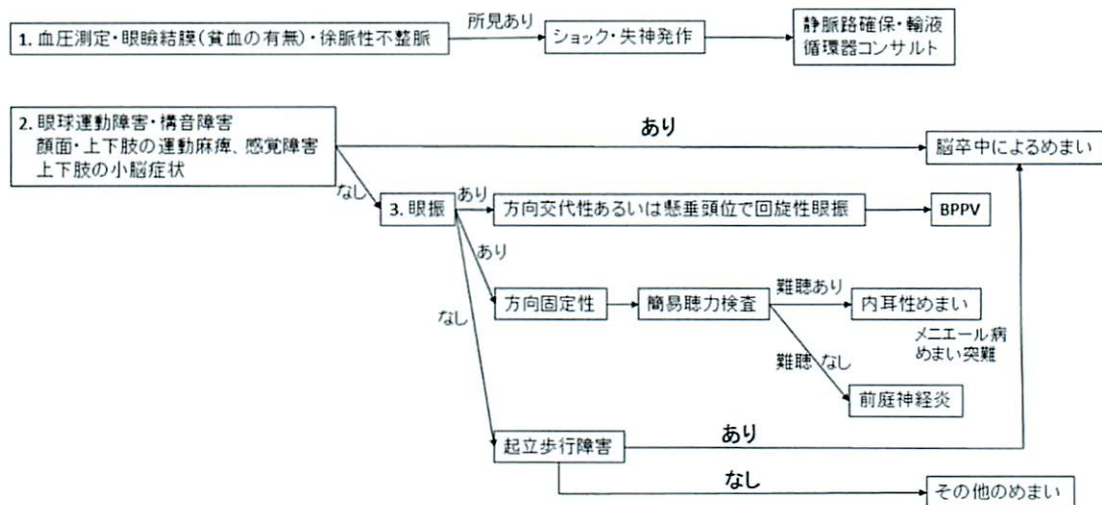 1. 血圧測定・眼瞼結膜(貧血の有無)・徐脈性不整脈
所見あり
ショック・失神発作
静脈路確保・輸液
循環器コンサルト
2. 眼球運動障害・構音障害
顔面・上下肢の運動麻痺、感覚障害
上下肢の小脳症状
あり
脳卒中によるめまい
なし
3. 眼振
あり
方向交代性あるいは懸垂頭位で回旋性眼振
BPPV
あり
方向固定性
簡易聴力検査
難聴あり
内耳性めまい
メニエール病
めまい突難
なし
難聴 なし
前庭神経炎
起立歩行障害
あり
なし
その他のめまい